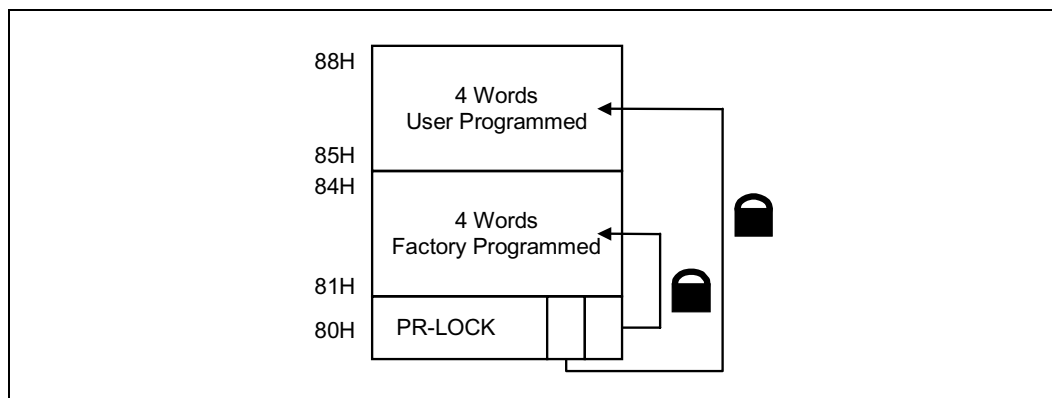 88H
4 Words
User Programmed
85H
84H
4 Words
Factory Programmed
81H
80H
PR-LOCK